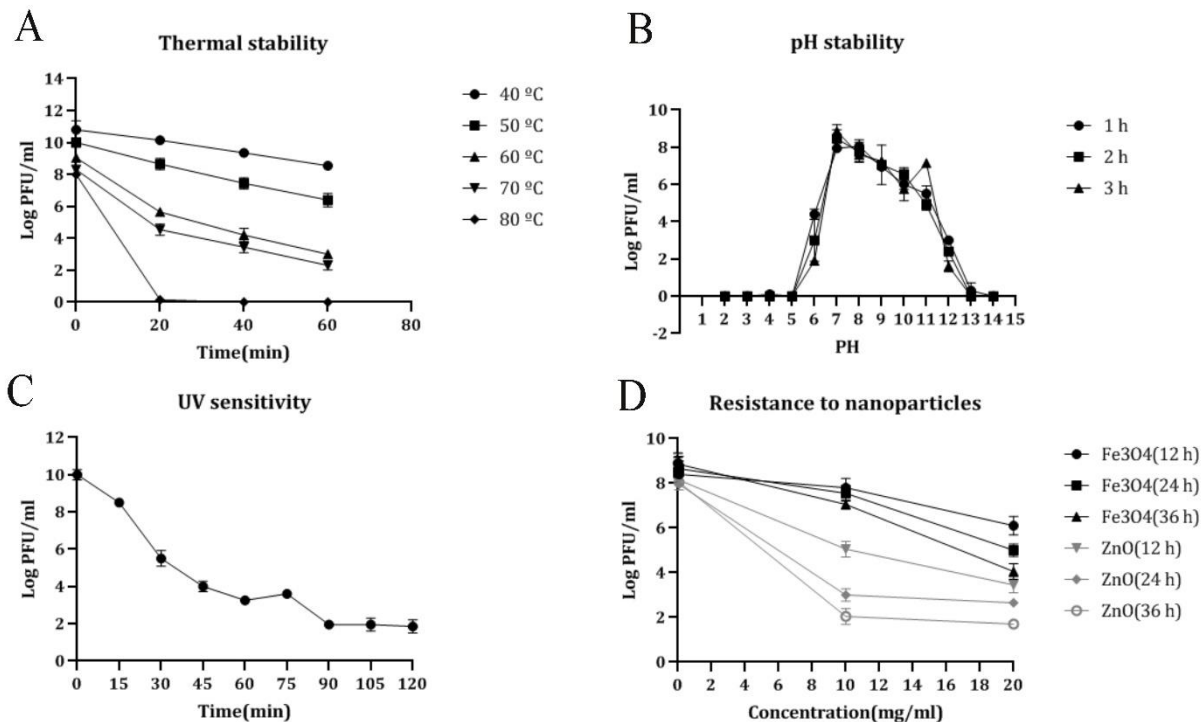 A
Thermal stability
14
12
10
8
6
4
2
0
Log PFU/ml
0 20 40 60 80
Time(min)
40 ºC
50 ºC
60 ºC
70 ºC
80 ºC
B
pH stability
10
8
6
4
2
0
-2
Log PFU/ml
1 2 3 4 5 6 7 8 9 10 11 12 13 14 15
PH
1 h
2 h
3 h
C
UV sensitivity
12
10
8
6
4
2
0
Log PFU/ml
0 15 30 45 60 75 90 105 120
Time(min)
D
Resistance to nanoparticles
10
8
6
4
2
0
Log PFU/ml
0 2 4 6 8 10 12 14 16 18 20
Concentration(mg/ml)
Fe3O4(12 h)
Fe3O4(24 h)
Fe3O4(36 h)
ZnO(12 h)
ZnO(24 h)
ZnO(36 h)